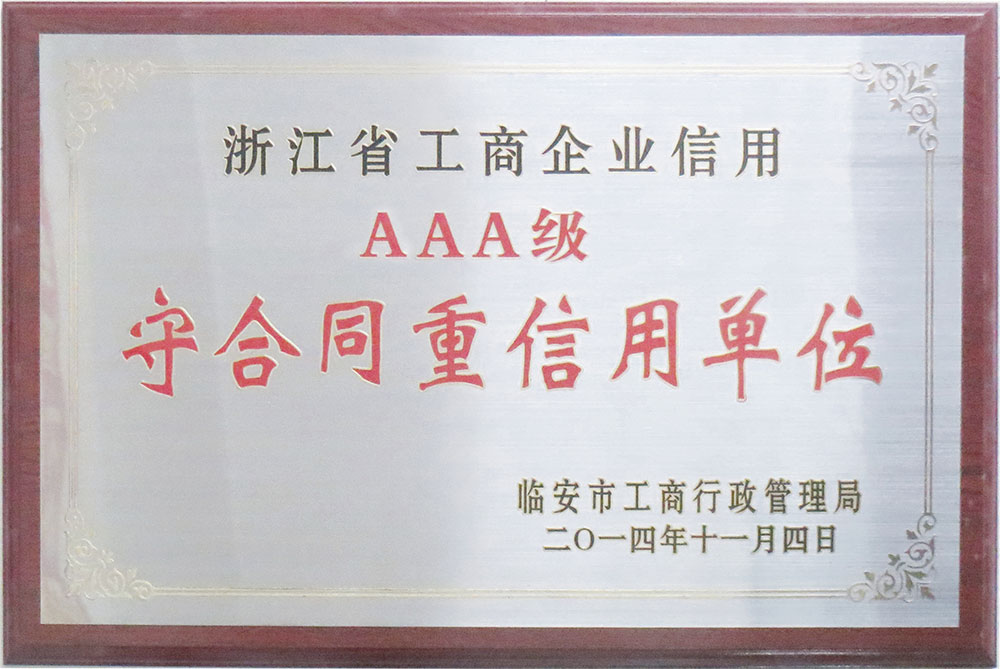 浙江省工商企业信用
AAA级
守合同重信用单位
临安市工商行政管理局
二〇一四年十一月四日